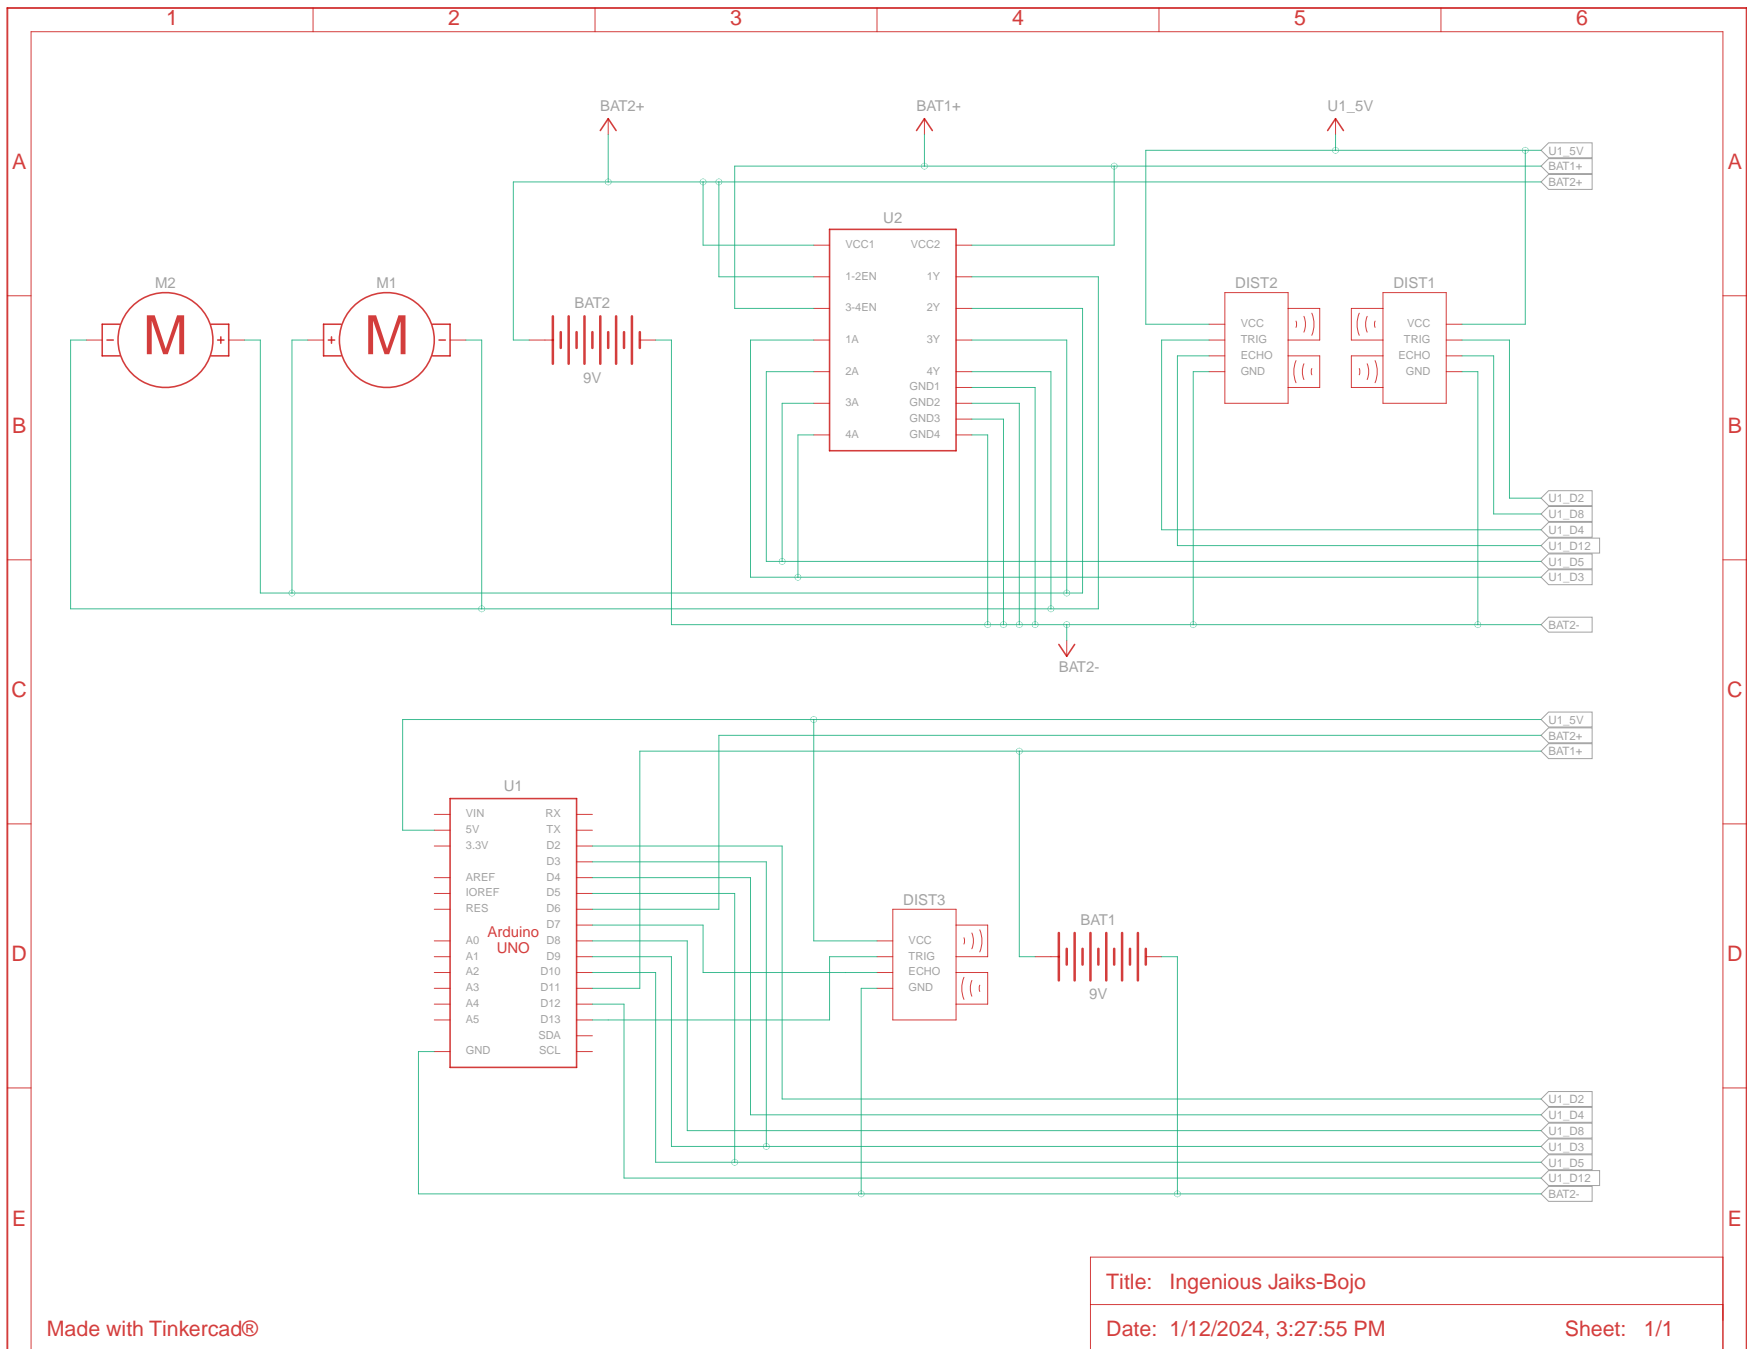 1 2 3 4 5 6
BAT2+ BAT1+ U1_5V
A U1_5V A
BAT1+
BAT2+
U2
VCC1 VCC2
1-2EN 1Y
3-4EN 2Y
1A 3Y
2A 4Y
GND1
3A GND2
GND3
4A GND4
M2 M1
M M
- + + -
BAT2
9V
DIST2 DIST1
VCC VCC
TRIG TRIG
ECHO ECHO
GND GND
B B
U1_D2
U1_D8
U1_D4
U1_D12
U1_D5
U1_D3
BAT2-
BAT2-
C C
U1_5V
BAT2+
BAT1+
U1
VIN RX
5V TX
3.3V D2
D3
AREF D4
IOREF D5
RES D6
D7
A0 D8
A1 D9
A2 D10
A3 D11
A4 D12
A5 D13
SDA
GND SCL
Arduino
UNO
DIST3
VCC
TRIG
ECHO
GND
BAT1
9V
D D
U1_D2
U1_D4
U1_D8
U1_D3
U1_D5
U1_D12
BAT2-
E E
Title: Ingenious Jaiks-Bojo
Made with Tinkercad®
Date: 1/12/2024, 3:27:55 PM Sheet: 1/1